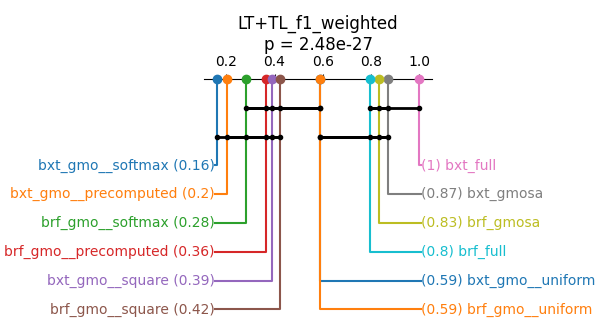 LT+TL_f1_weighted
p = 2.48e-27
0.2 0.4 0.6 0.8 1.0
bxt_gmo__softmax (0.16) (1) bxt_full
bxt_gmo__precomputed (0.2) (0.87) bxt_gmosa
brf_gmo__softmax (0.28) (0.83) brf_gmosa
brf_gmo__precomputed (0.36) (0.8) brf_full
bxt_gmo__square (0.39) (0.59) bxt_gmo__uniform
brf_gmo__square (0.42) (0.59) brf_gmo__uniform